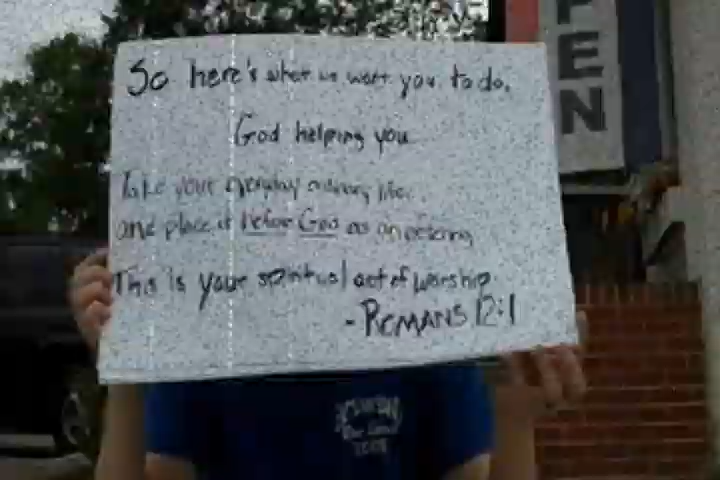 So here's what we want you to do.
God helping you
Take your everyday ordinary life,
and place it before God as an offering
This is your spiritual act of worship
- ROMANS 12:1
PEN